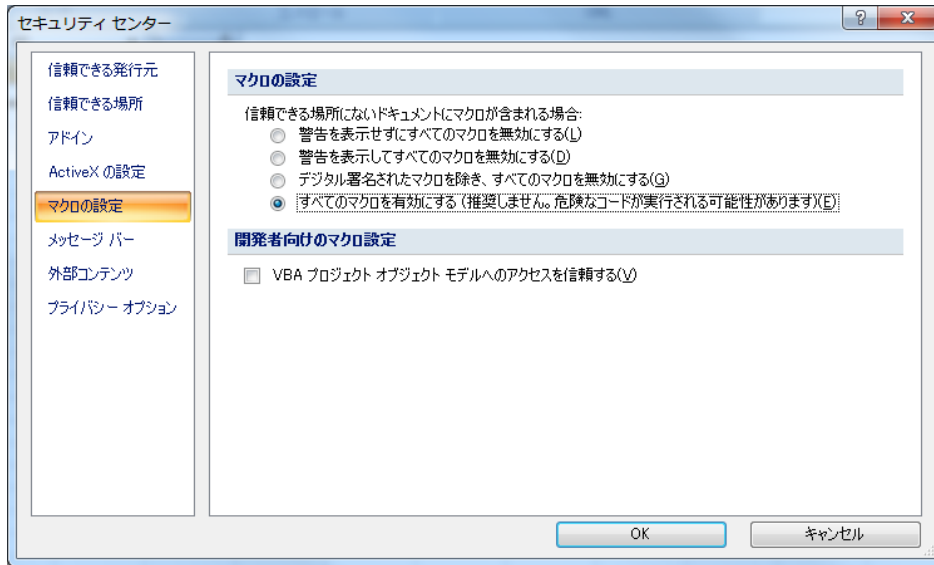 セキュリティ センター
信頼できる発行元
信頼できる場所
アドイン
ActiveX の設定
マクロの設定
メッセージ バー
外部コンテンツ
プライバシー オプション
マクロの設定
信頼できる場所にないドキュメントにマクロが含まれる場合:
警告を表示せずにすべてのマクロを無効にする(L)
警告を表示してすべてのマクロを無効にする(D)
デジタル署名されたマクロを除き、すべてのマクロを無効にする(G)
すべてのマクロを有効にする (推奨しません。危険なコードが実行される可能性があります)(E)
開発者向けのマクロ設定
VBA プロジェクト オブジェクト モデルへのアクセスを信頼する(V)
OK
キャンセル